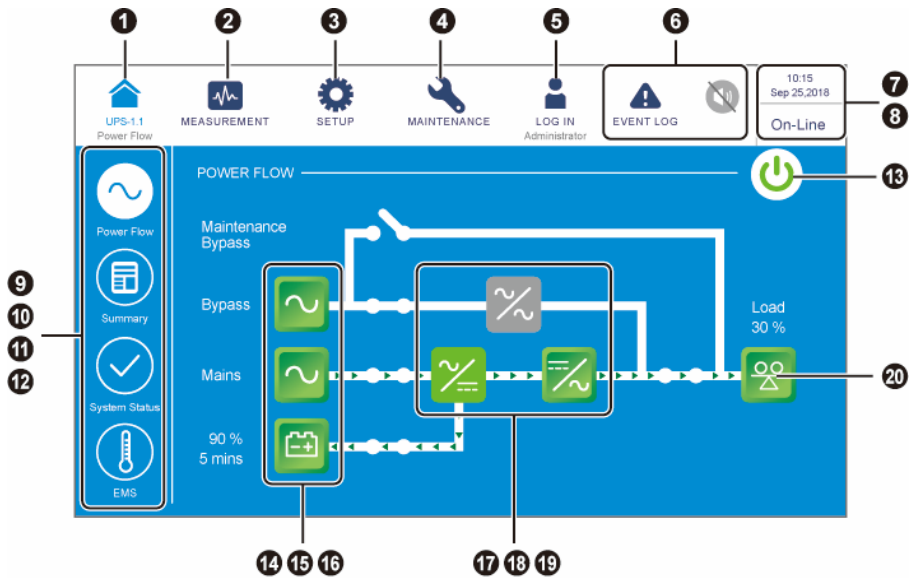 1 2 3 4 5 6
10:15
Sep 25,2018
7
UPS-1.1 MEASUREMENT SETUP MAINTENANCE LOG IN EVENT LOG On-Line 8
Power Flow Administrator
POWER FLOW 13
Power Flow
Maintenance
Bypass
9
10
11
12
Summary
Bypass
Load
30 %
Mains
20
System Status
90 %
5 mins
EMS
14 15 16 17 18 19